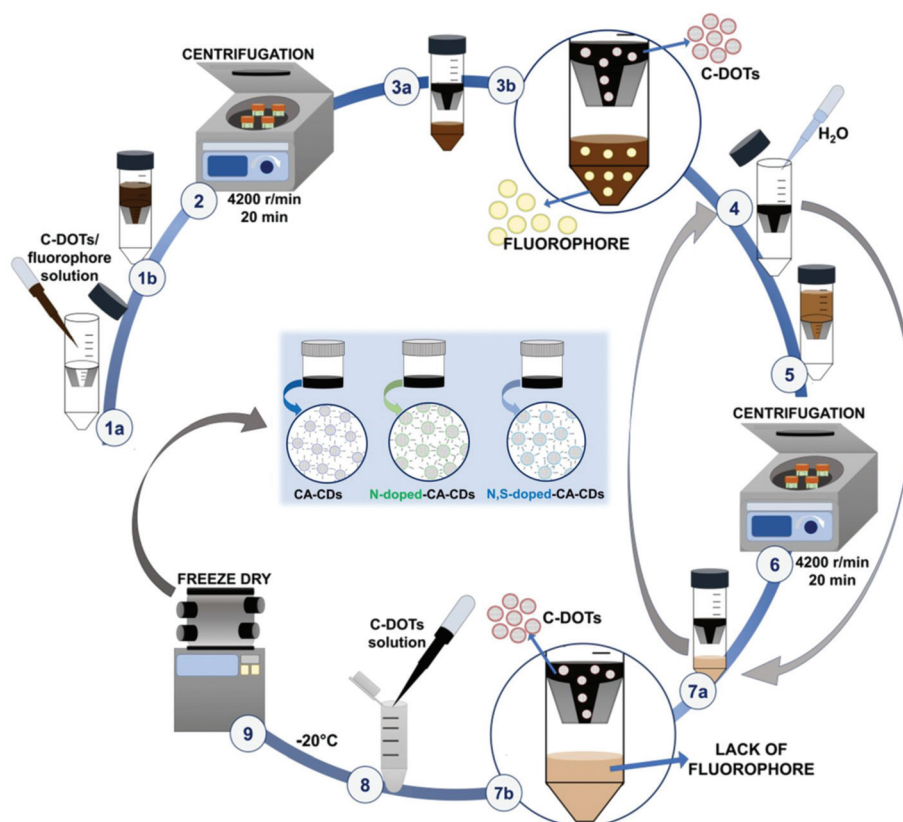 1a
C-DOTs/
fluorophore
solution
1b
2
CENTRIFUGATION
4200 r/min
20 min
3a
3b
C-DOTs
FLUOROPHORE
4
H₂O
5
CENTRIFUGATION
6
4200 r/min
20 min
7a
7b
C-DOTs
LACK OF
FLUOROPHORE
8
C-DOTs
solution
-20°C
9
FREEZE DRY
CA-CDs
N-doped-CA-CDs
N,S-doped-CA-CDs